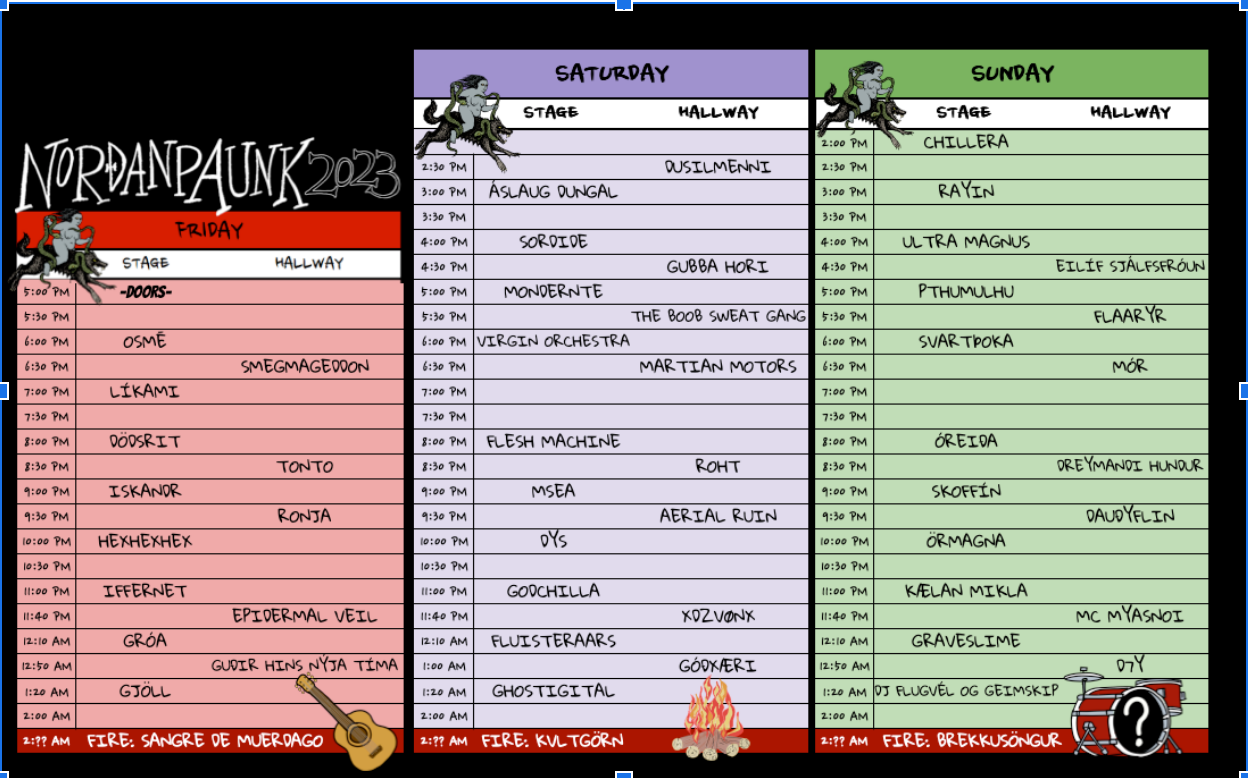 NORÐANPAUNK 2023
FRIDAY
STAGE HALLWAY
5:00 PM -DOORS-
5:30 PM
6:00 PM OSMĒ
6:30 PM SMEGMAGEDDON
7:00 PM LÍKAMI
7:30 PM
8:00 PM DÖDSRIT
8:30 PM TONTO
9:00 PM ISKANDR
9:30 PM RONJA
10:00 PM HEXHEXHEX
10:30 PM
11:00 PM IFFERNET
11:40 PM EPIDERMAL VEIL
12:10 AM GRÓA
12:50 AM GUÐIR HINS NÝJA TÍMA
1:20 AM GJÖLL
2:00 AM
2:?? AM FIRE: SANGRE DE MUERDAGO
SATURDAY
STAGE HALLWAY
2:30 PM DUSILMENNI
3:00 PM ÁSLAUG DUNGAL
3:30 PM
4:00 PM SORDIDE
4:30 PM GUBBA HORI
5:00 PM MONDERNTE
5:30 PM THE BOOB SWEAT GANG
6:00 PM VIRGIN ORCHESTRA
6:30 PM MARTIAN MOTORS
7:00 PM
7:30 PM
8:00 PM FLESH MACHINE
8:30 PM ROHT
9:00 PM MSEA
9:30 PM AERIAL RUIN
10:00 PM DYS
10:30 PM
11:00 PM GODCHILLA
11:40 PM XDZVØNX
12:10 AM FLUISTERAARS
1:00 AM GÓÐXÆRI
1:20 AM GHOSTIGITAL
2:00 AM
2:?? AM FIRE: KVLTGÖRN
SUNDAY
STAGE HALLWAY
2:00 PM CHILLERA
2:30 PM
3:00 PM RAYIN
3:30 PM
4:00 PM ULTRA MAGNUS
4:30 PM EILÍF SJÁLFSFRÓUN
5:00 PM PTHUMULHU
5:30 PM FLAARYR
6:00 PM SVARTÞOKA
6:30 PM MÓR
7:00 PM
7:30 PM
8:00 PM ÓREIÐA
8:30 PM DREYMANDI HUNDUR
9:00 PM SKOFFÍN
9:30 PM DAUÐYFLIN
10:00 PM ÖRMAGNA
10:30 PM
11:00 PM KÆLAN MIKLA
11:40 PM MC MYASNOI
12:10 AM GRAVESLIME
12:50 AM D7Y
1:20 AM DJ FLUGVÉL OG GEIMSKIP
2:00 AM
2:?? AM FIRE: BREKKUSÖNGUR
?